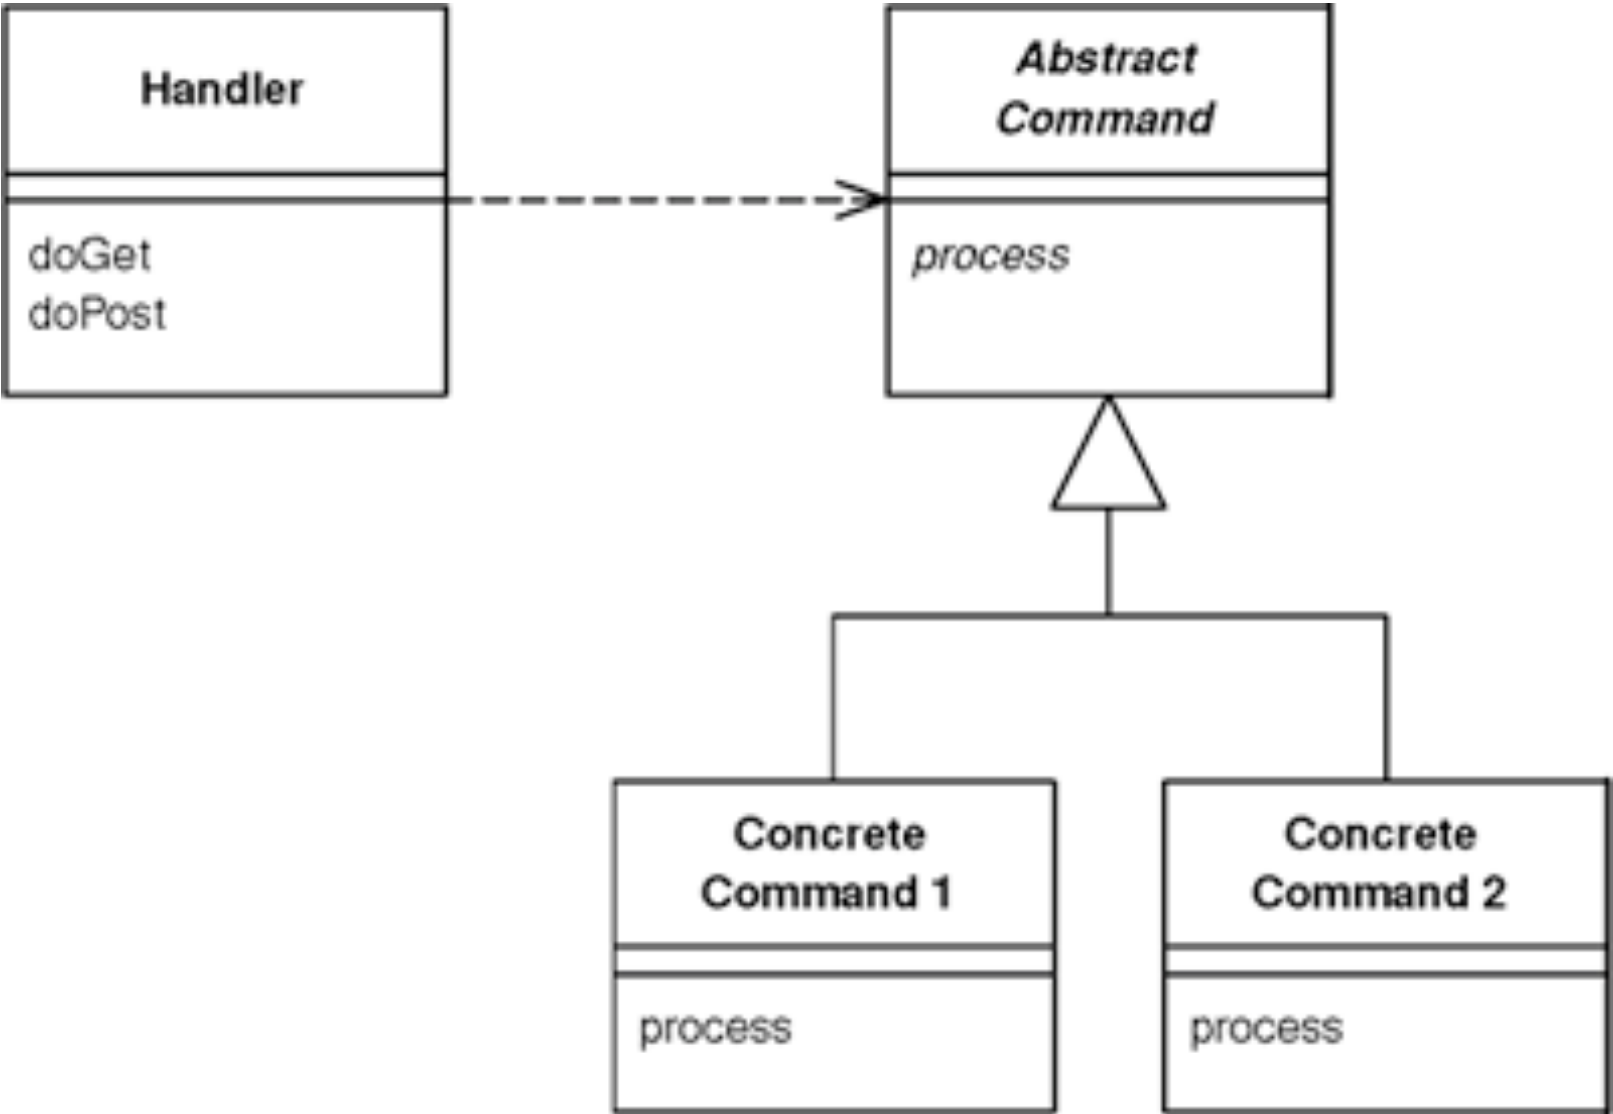 Handler
doGet
doPost
Abstract
Command
process
Concrete
Command 1
process
Concrete
Command 2
process